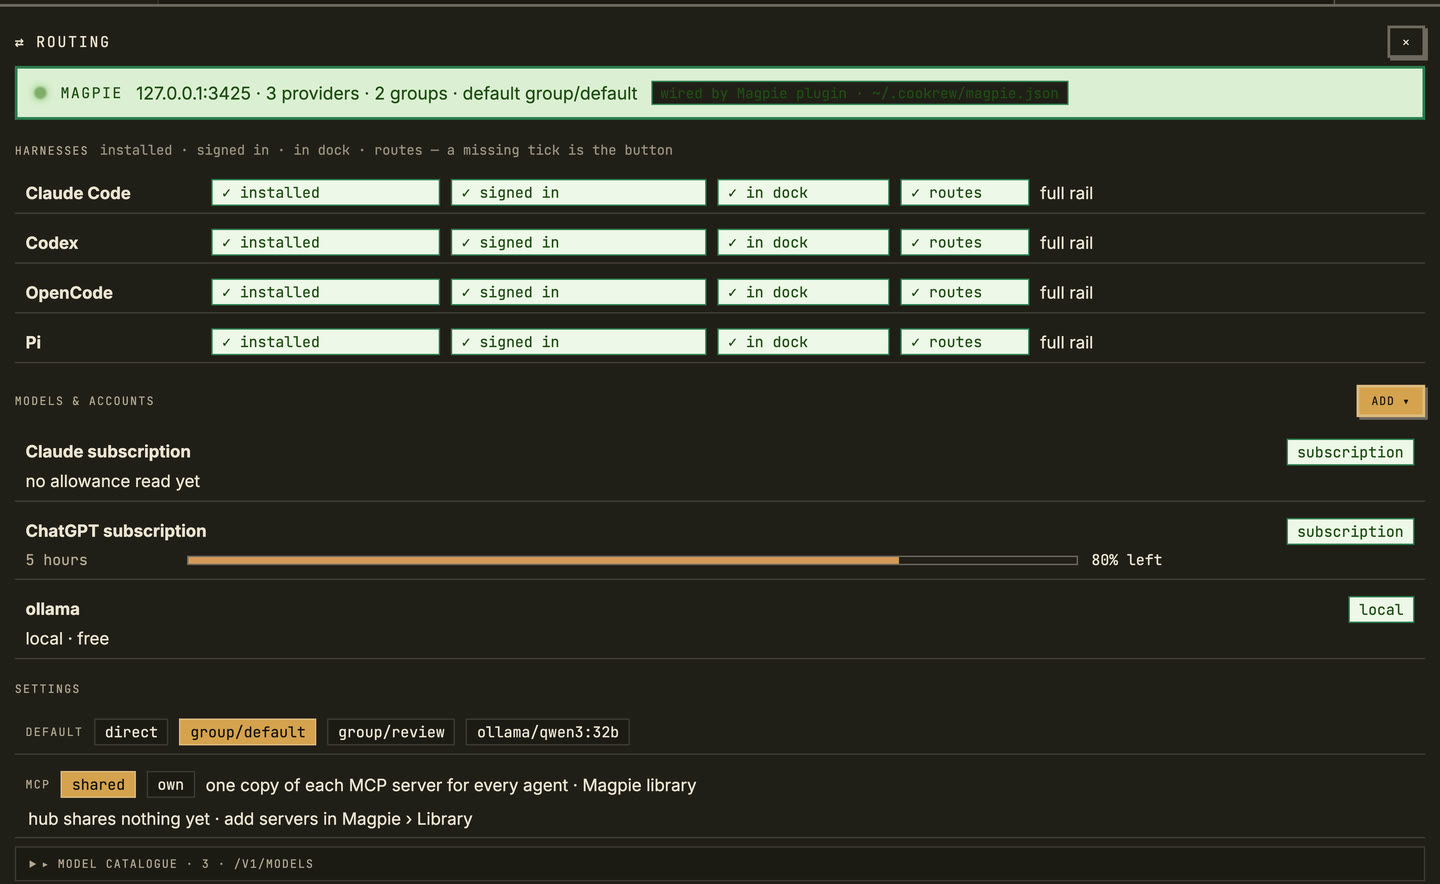 ⇄ ROUTING
×
MAGPIE 127.0.0.1:3425 · 3 providers · 2 groups · default group/default wired by Magpie plugin · ~/.cookrew/magpie.json
HARNESSES installed · signed in · in dock · routes — a missing tick is the button
Claude Code ✓ installed ✓ signed in ✓ in dock ✓ routes full rail
Codex ✓ installed ✓ signed in ✓ in dock ✓ routes full rail
OpenCode ✓ installed ✓ signed in ✓ in dock ✓ routes full rail
Pi ✓ installed ✓ signed in ✓ in dock ✓ routes full rail
MODELS & ACCOUNTS ADD ▾
Claude subscription subscription
no allowance read yet
ChatGPT subscription subscription
5 hours 80% left
ollama local
local · free
SETTINGS
DEFAULT direct group/default group/review ollama/qwen3:32b
MCP shared own one copy of each MCP server for every agent · Magpie library
hub shares nothing yet · add servers in Magpie › Library
▶ ▸ MODEL CATALOGUE · 3 · /V1/MODELS